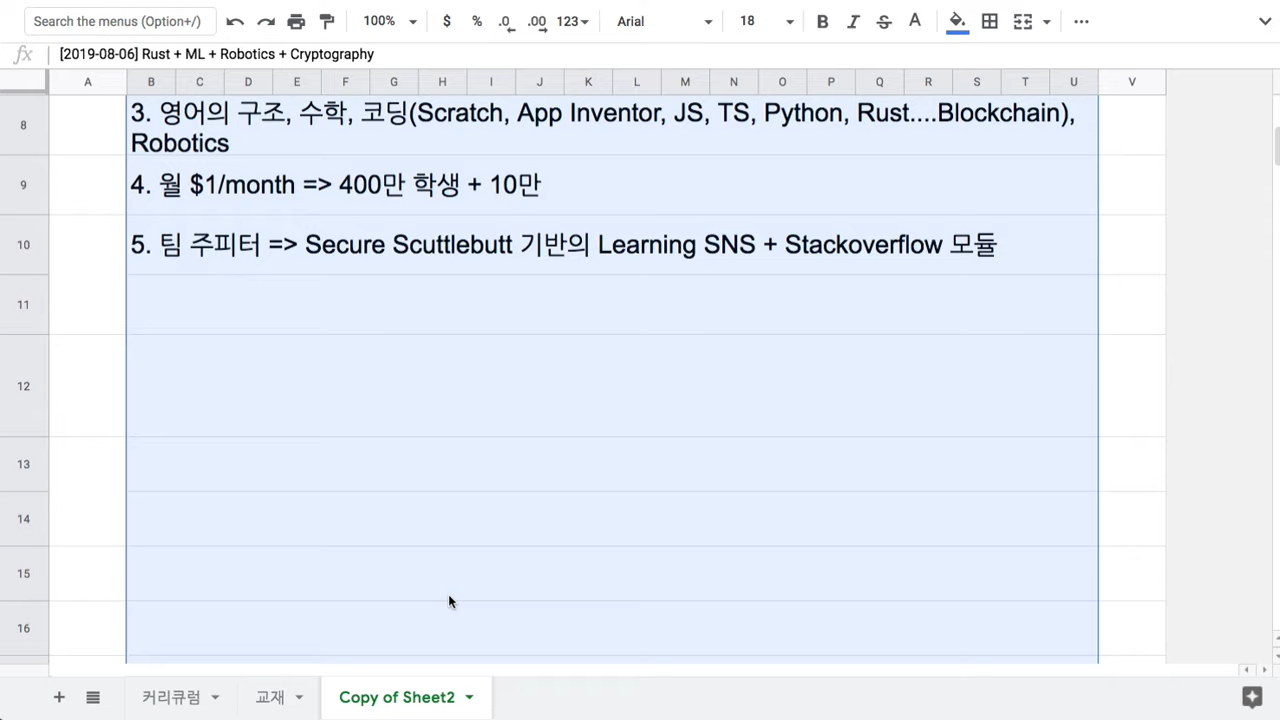 Search the menus (Option+/) 100% $ % .0 .00 123 Arial 18 B I S A
fx [2019-08-06] Rust + ML + Robotics + Cryptography
A B C D E F G H I J K L M N O P Q R S T U V
8 3. 영어의 구조, 수학, 코딩(Scratch, App Inventor, JS, TS, Python, Rust....Blockchain),
Robotics
9 4. 월 $1/month => 400만 학생 + 10만
10 5. 팀 주피터 => Secure Scuttlebutt 기반의 Learning SNS + Stackoverflow 모듈
11
12
13
14
15
16
커리큐럼 교재 Copy of Sheet2